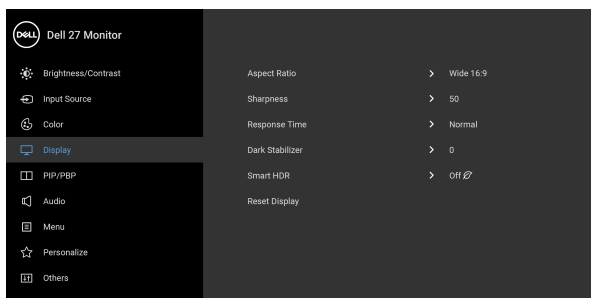 DELL Dell 27 Monitor
Brightness/Contrast
Input Source
Color
Display
PIP/PBP
Audio
Menu
Personalize
Others
Aspect Ratio > Wide 16:9
Sharpness > 50
Response Time > Normal
Dark Stabilizer > 0
Smart HDR > Off
Reset Display